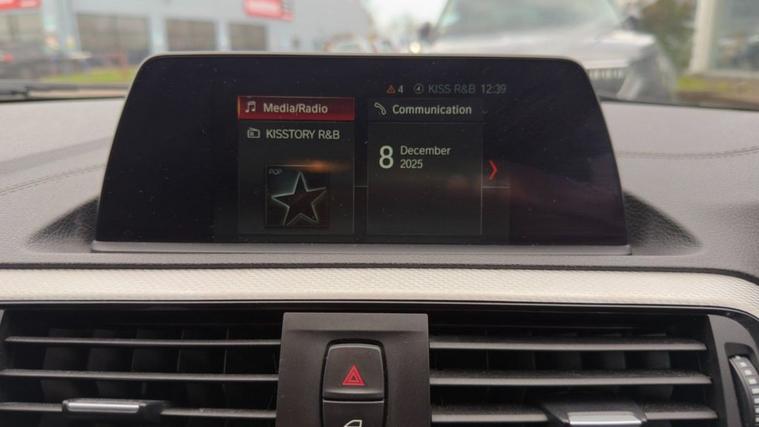 4 KISS R&B 12:39
Media/Radio
KISSTORY R&B
POP
Communication
8 December
2025